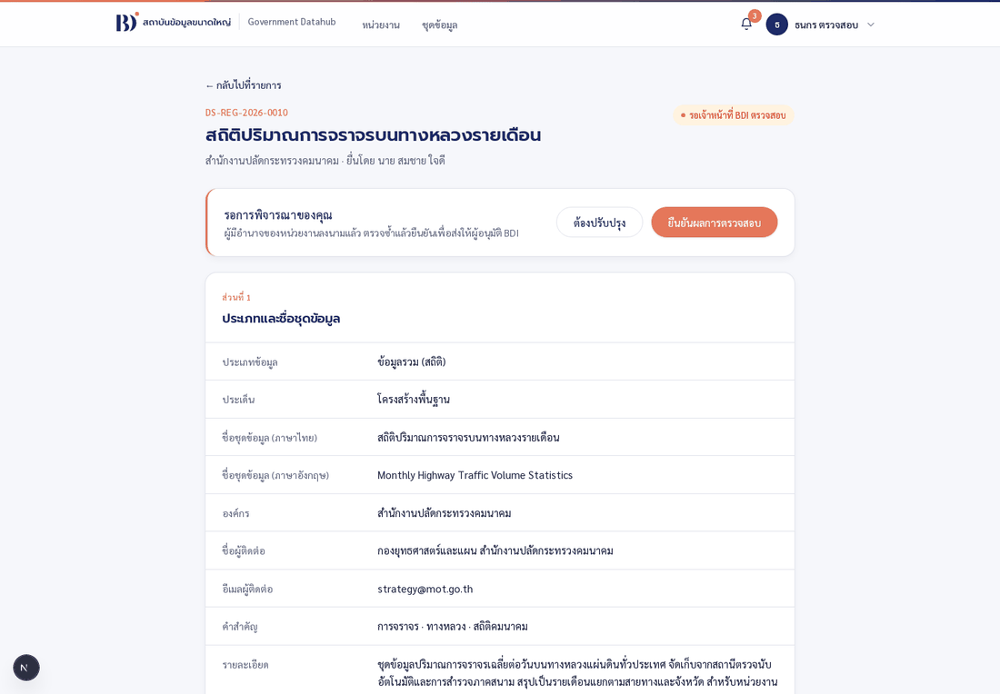 BD สถาบันข้อมูลขนาดใหญ่ Government Datahub หน่วยงาน ชุดข้อมูล 3 ธ ธนกร ตรวจสอบ
← กลับไปที่รายการ
DS-REG-2026-0010
รอเจ้าหน้าที่ BDI ตรวจสอบ
สถิติปริมาณการจราจรบนทางหลวงรายเดือน
สำนักงานปลัดกระทรวงคมนาคม · ยื่นโดย นาย สมชาย ใจดี
รอการพิจารณาของคุณ
ผู้มีอำนาจของหน่วยงานลงนามแล้ว ตรวจซ้ำแล้วยืนยันเพื่อส่งให้ผู้อนุมัติ BDI
ต้องปรับปรุง
ยืนยันผลการตรวจสอบ
ส่วนที่ 1
ประเภทและชื่อชุดข้อมูล
ประเภทข้อมูล ข้อมูลรวม (สถิติ)
ประเด็น โครงสร้างพื้นฐาน
ชื่อชุดข้อมูล (ภาษาไทย) สถิติปริมาณการจราจรบนทางหลวงรายเดือน
ชื่อชุดข้อมูล (ภาษาอังกฤษ) Monthly Highway Traffic Volume Statistics
องค์กร สำนักงานปลัดกระทรวงคมนาคม
ชื่อผู้ติดต่อ กองยุทธศาสตร์และแผน สำนักงานปลัดกระทรวงคมนาคม
อีเมลผู้ติดต่อ strategy@mot.go.th
คำสำคัญ การจราจร · ทางหลวง · สถิติคมนาคม
รายละเอียด ชุดข้อมูลปริมาณการจราจรเฉลี่ยต่อวันบนทางหลวงแผ่นดินทั่วประเทศ จัดเก็บจากสถานีตรวจนับ
อัตโนมัติและการสำรวจภาคสนาม สรุปเป็นรายเดือนแยกตามสายทางและจังหวัด สำหรับหน่วยงาน
N